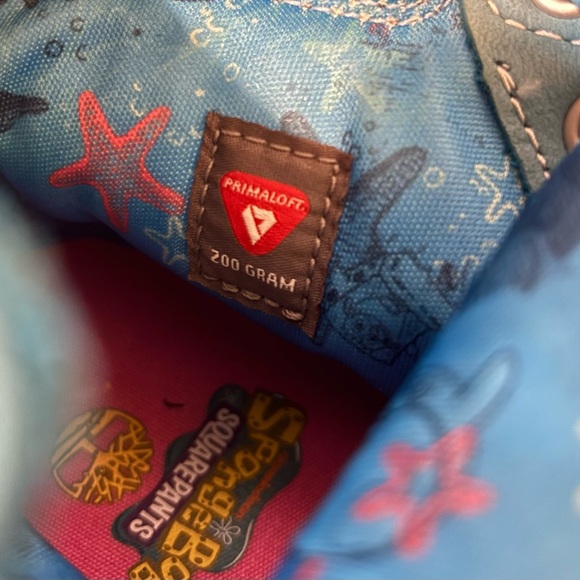 PRIMALOFT.
200 GRAM
SpongeBob
SQUAREPANTS